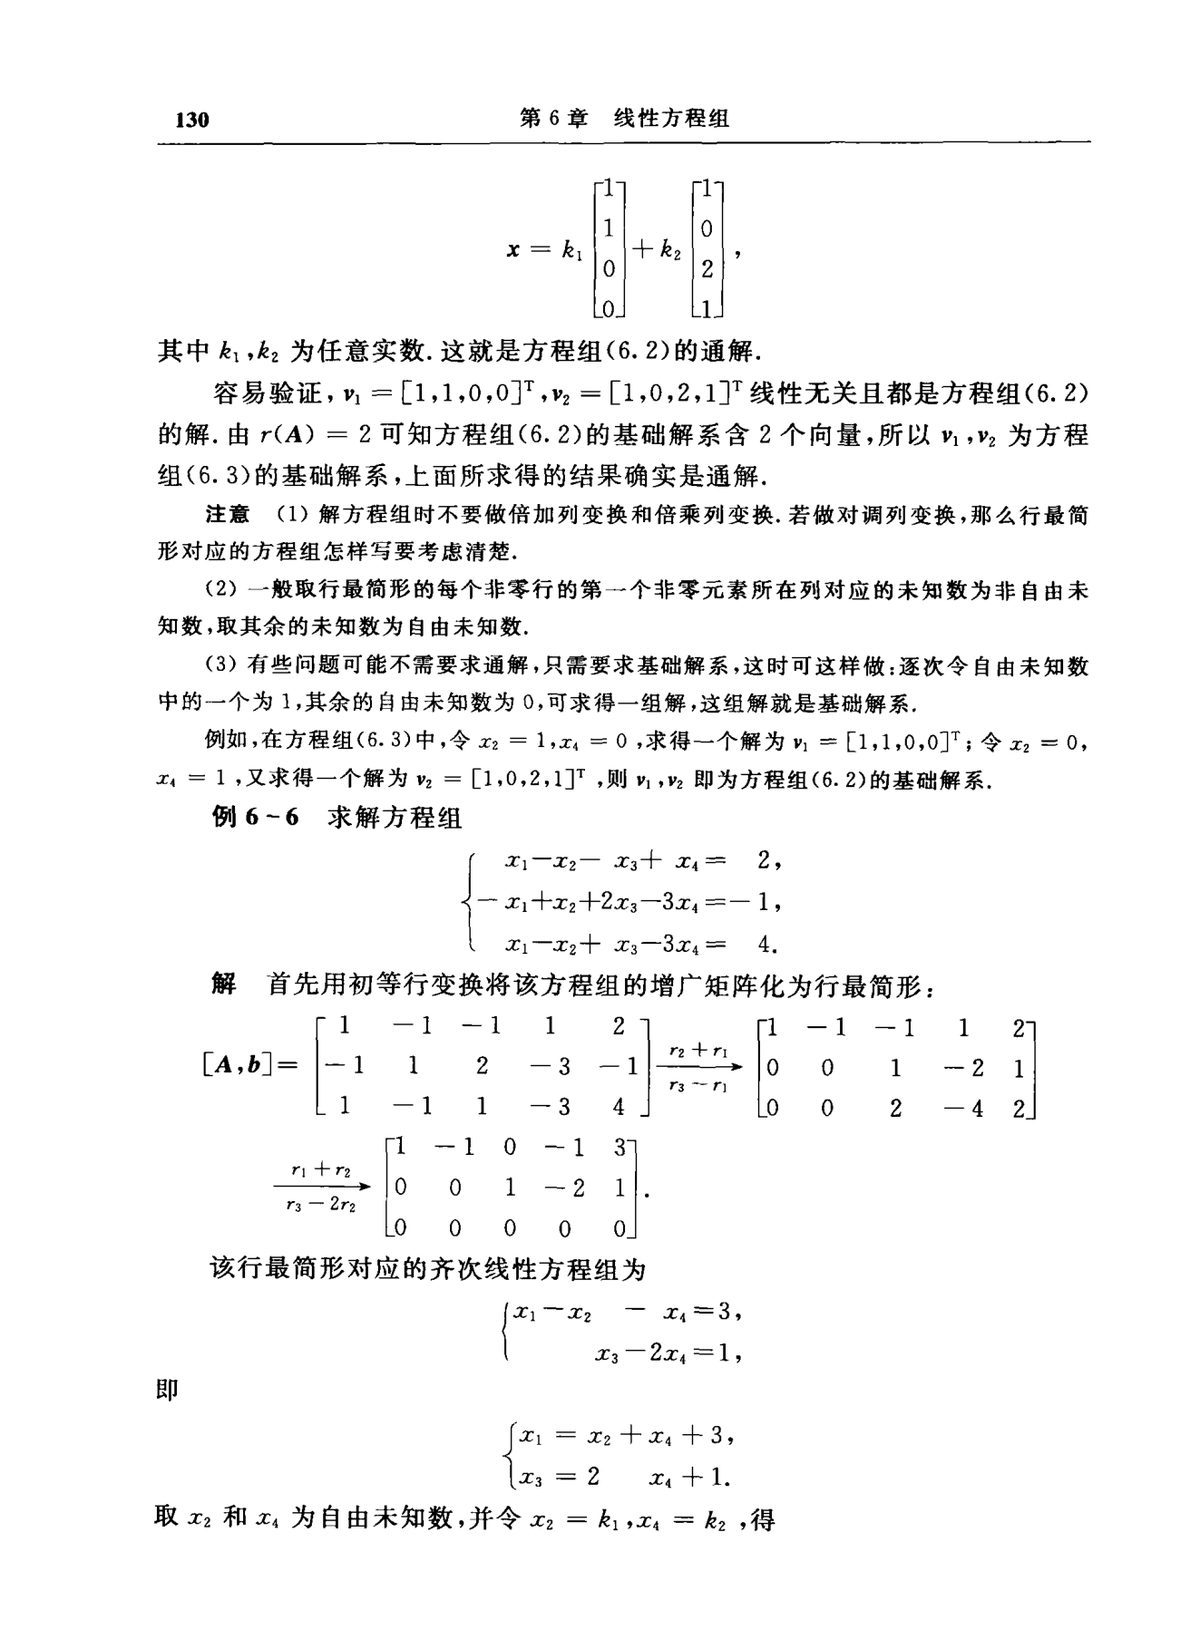 130 第 6 章 线性方程组
x = k₁ [1 1 0 0] + k₂ [1 0 2 1] ,
其中 k₁ ,k₂ 为任意实数. 这就是方程组(6. 2)的通解.
容易验证, v₁ = [1,1,0,0]ᵀ ,v₂ = [1,0,2,1]ᵀ 线性无关且都是方程组(6. 2)
的解. 由 r(A) = 2 可知方程组(6. 2)的基础解系含 2 个向量,所以 v₁ ,v₂ 为方程
组(6. 3)的基础解系,上面所求得的结果确实是通解.
注意 (1) 解方程组时不要做倍加列变换和倍乘列变换. 若做对调列变换,那么行最简
形对应的方程组怎样写要考虑清楚.
(2) 一般取行最简形的每个非零行的第一个非零元素所在列对应的未知数为非自由未
知数,取其余的未知数为自由未知数.
(3) 有些问题可能不需要求通解,只需要求基础解系,这时可这样做:逐次令自由未知数
中的一个为 1,其余的自由未知数为 0,可求得一组解,这组解就是基础解系.
例如,在方程组(6. 3)中,令 x₂ = 1,x₄ = 0 ,求得一个解为 v₁ = [1,1,0,0]ᵀ ; 令 x₂ = 0,
x₄ = 1 ,又求得一个解为 v₂ = [1,0,2,1]ᵀ ,则 v₁ ,v₂ 即为方程组(6. 2)的基础解系.
例 6-6 求解方程组
x₁-x₂- x₃+ x₄= 2,
- x₁+x₂+2x₃-3x₄=- 1,
x₁-x₂+ x₃-3x₄= 4.
解 首先用初等行变换将该方程组的增广矩阵化为行最简形:
1 -1 -1 1 2 1 -1 -1 1 2
[A,b]= -1 1 2 -3 -1 r₂+r₁ r₃-r₁ 0 0 1 -2 1
1 -1 1 -3 4 0 0 2 -4 2
1 -1 0 -1 3
r₁+r₂ r₃-2r₂ 0 0 1 -2 1 .
0 0 0 0 0
该行最简形对应的齐次线性方程组为
x₁-x₂ - x₄=3,
x₃-2x₄=1,
即
x₁ = x₂ + x₄ + 3,
x₃ = 2 x₄ + 1.
取 x₂ 和 x₄ 为自由未知数,并令 x₂ = k₁ ,x₄ = k₂ ,得